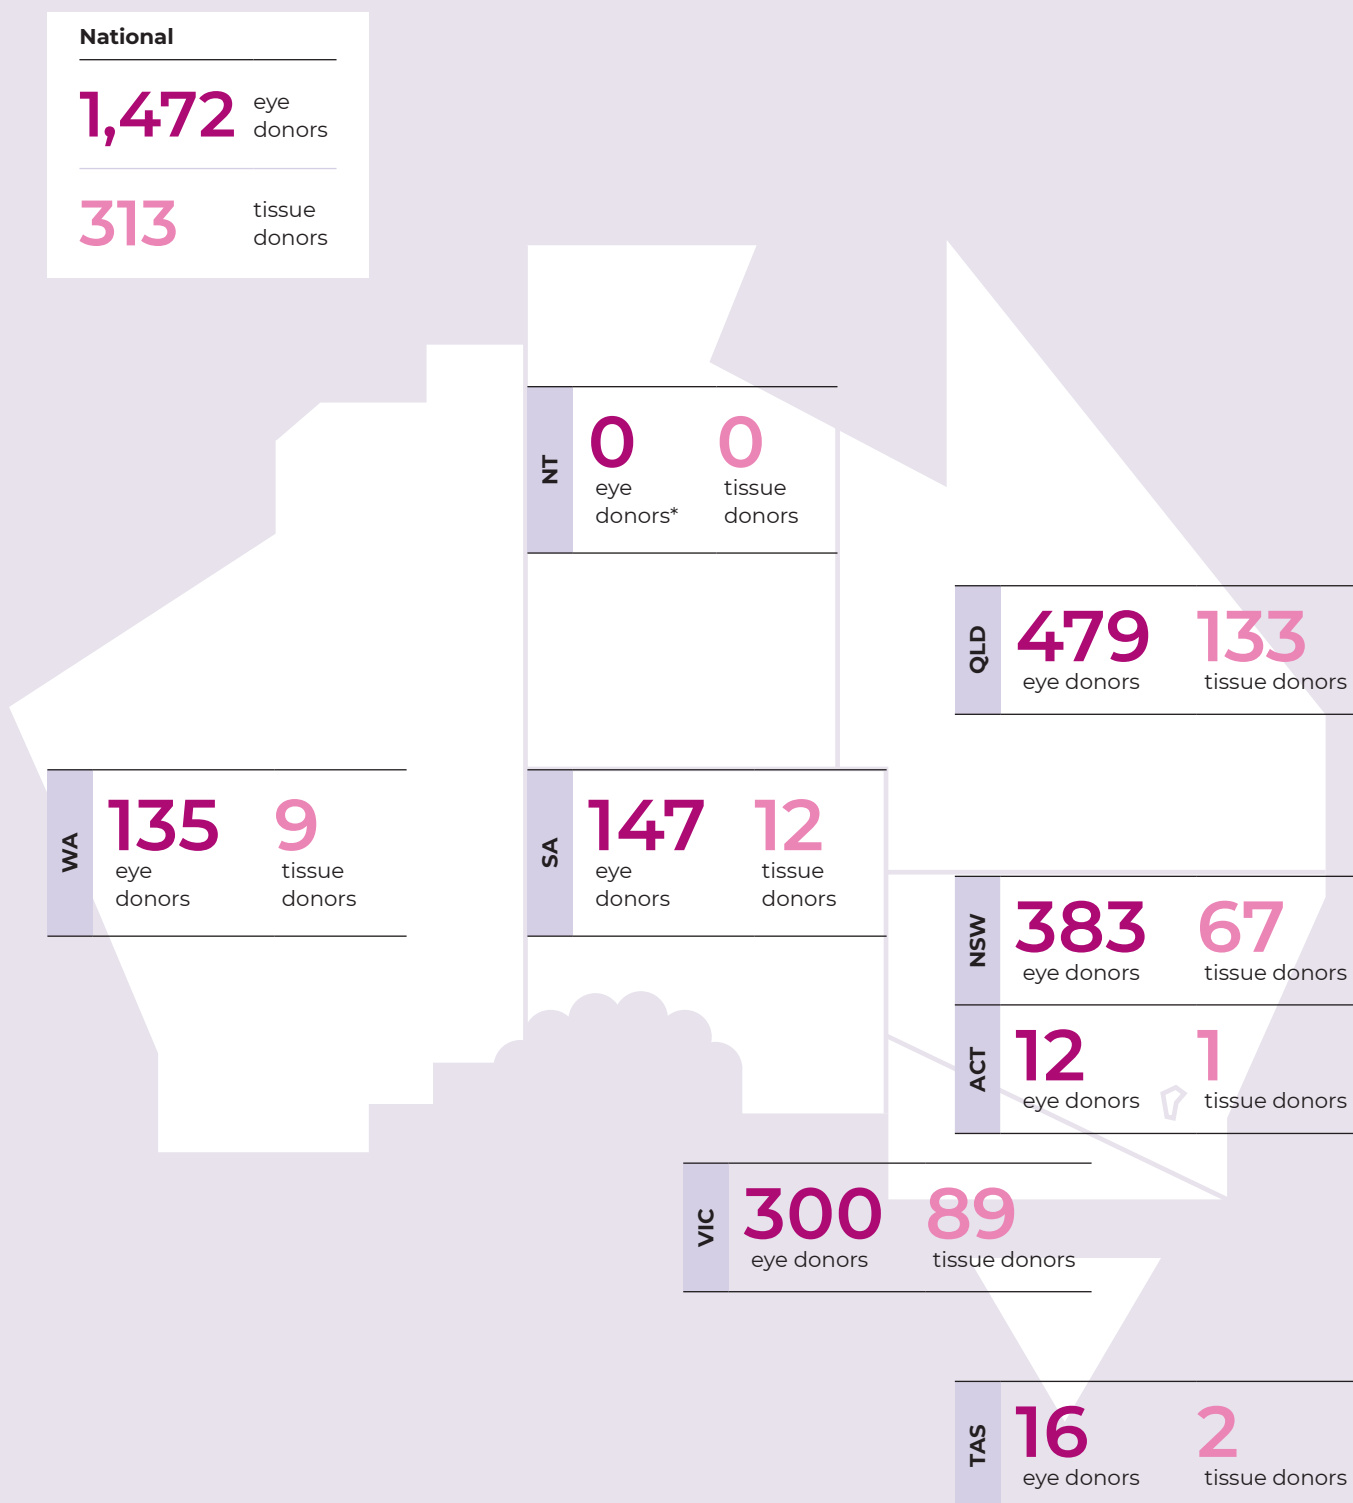 National
1,472 eye
donors
313 tissue
donors
NT
0 0
eye tissue
donors* donors
QLD
479 133
eye donors tissue donors
WA
135 9
eye tissue
donors donors
SA
147 12
eye tissue
donors donors
NSW
383 67
eye donors tissue donors
ACT
12 1
eye donors tissue donors
VIC
300 89
eye donors tissue donors
TAS
16 2
eye donors tissue donors